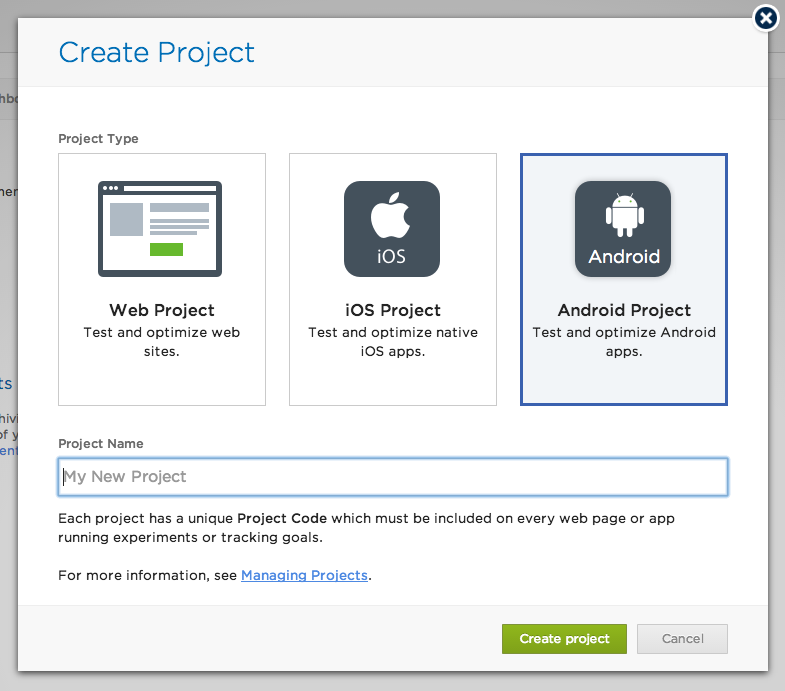 Create Project
Project Type
iOS
Android
Web Project
Test and optimize web
sites.
iOS Project
Test and optimize native
iOS apps.
Android Project
Test and optimize Android
apps.
Project Name
My New Project
Each project has a unique Project Code which must be included on every web page or app
running experiments or tracking goals.
For more information, see Managing Projects.
Create project
Cancel